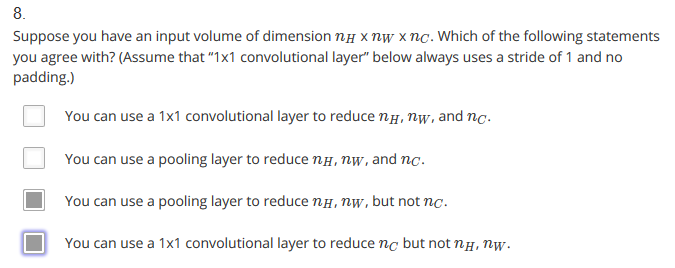 8.
Suppose you have an input volume of dimension n_H x n_W x n_C. Which of the following statements
you agree with? (Assume that "1x1 convolutional layer" below always uses a stride of 1 and no
padding.)
You can use a 1x1 convolutional layer to reduce n_H, n_W, and n_C.
You can use a pooling layer to reduce n_H, n_W, and n_C.
You can use a pooling layer to reduce n_H, n_W, but not n_C.
You can use a 1x1 convolutional layer to reduce n_C but not n_H, n_W.